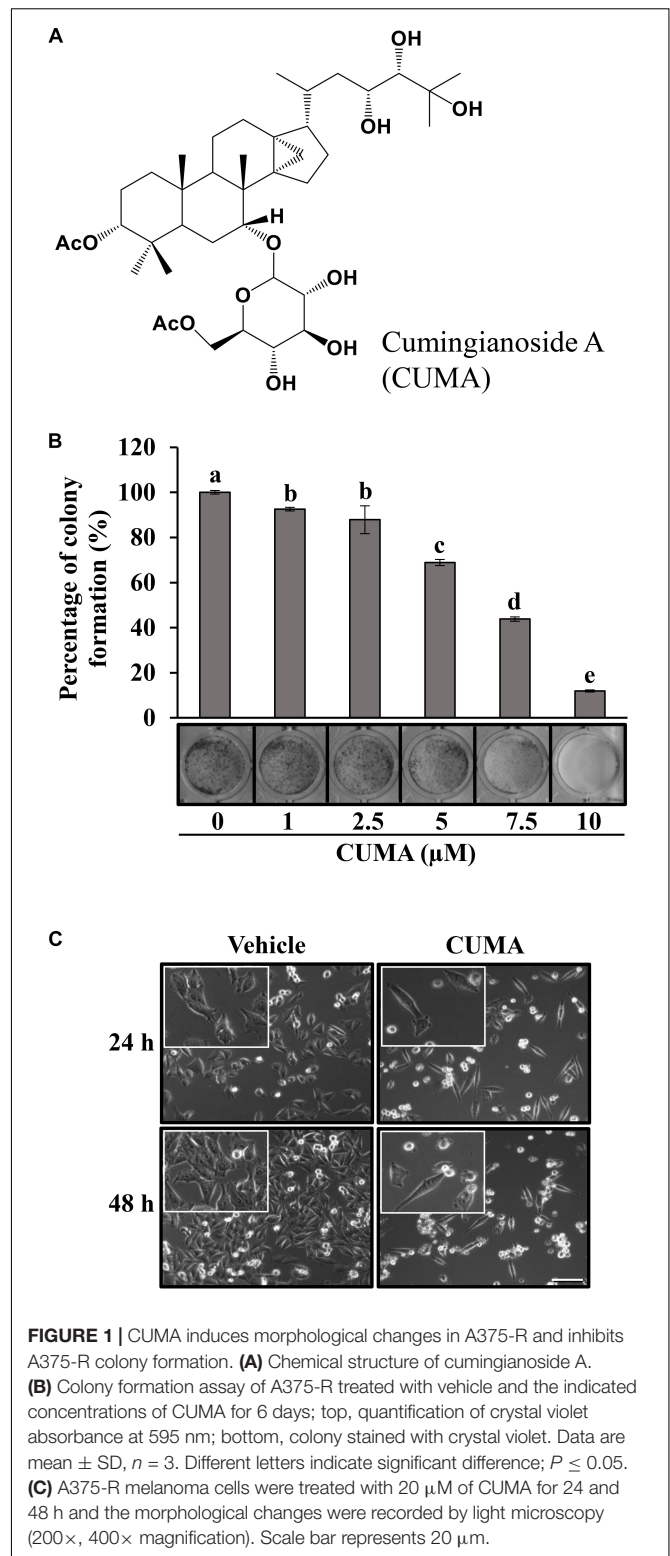 A
OH
OH
OH
H
AcO
O
O
OH
AcO
OH
OH
Cumingianoside A
(CUMA)
B
Percentage of colony
formation (%)
120
100
80
60
40
20
0
a
b
b
c
d
e
0 1 2.5 5 7.5 10
CUMA (μM)
C
Vehicle CUMA
24 h
48 h
FIGURE 1 | CUMA induces morphological changes in A375-R and inhibits
A375-R colony formation. (A) Chemical structure of cumingianoside A.
(B) Colony formation assay of A375-R treated with vehicle and the indicated
concentrations of CUMA for 6 days; top, quantification of crystal violet
absorbance at 595 nm; bottom, colony stained with crystal violet. Data are
mean ± SD, n = 3. Different letters indicate significant difference; P ≤ 0.05.
(C) A375-R melanoma cells were treated with 20 μM of CUMA for 24 and
48 h and the morphological changes were recorded by light microscopy
(200×, 400× magnification). Scale bar represents 20 μm.